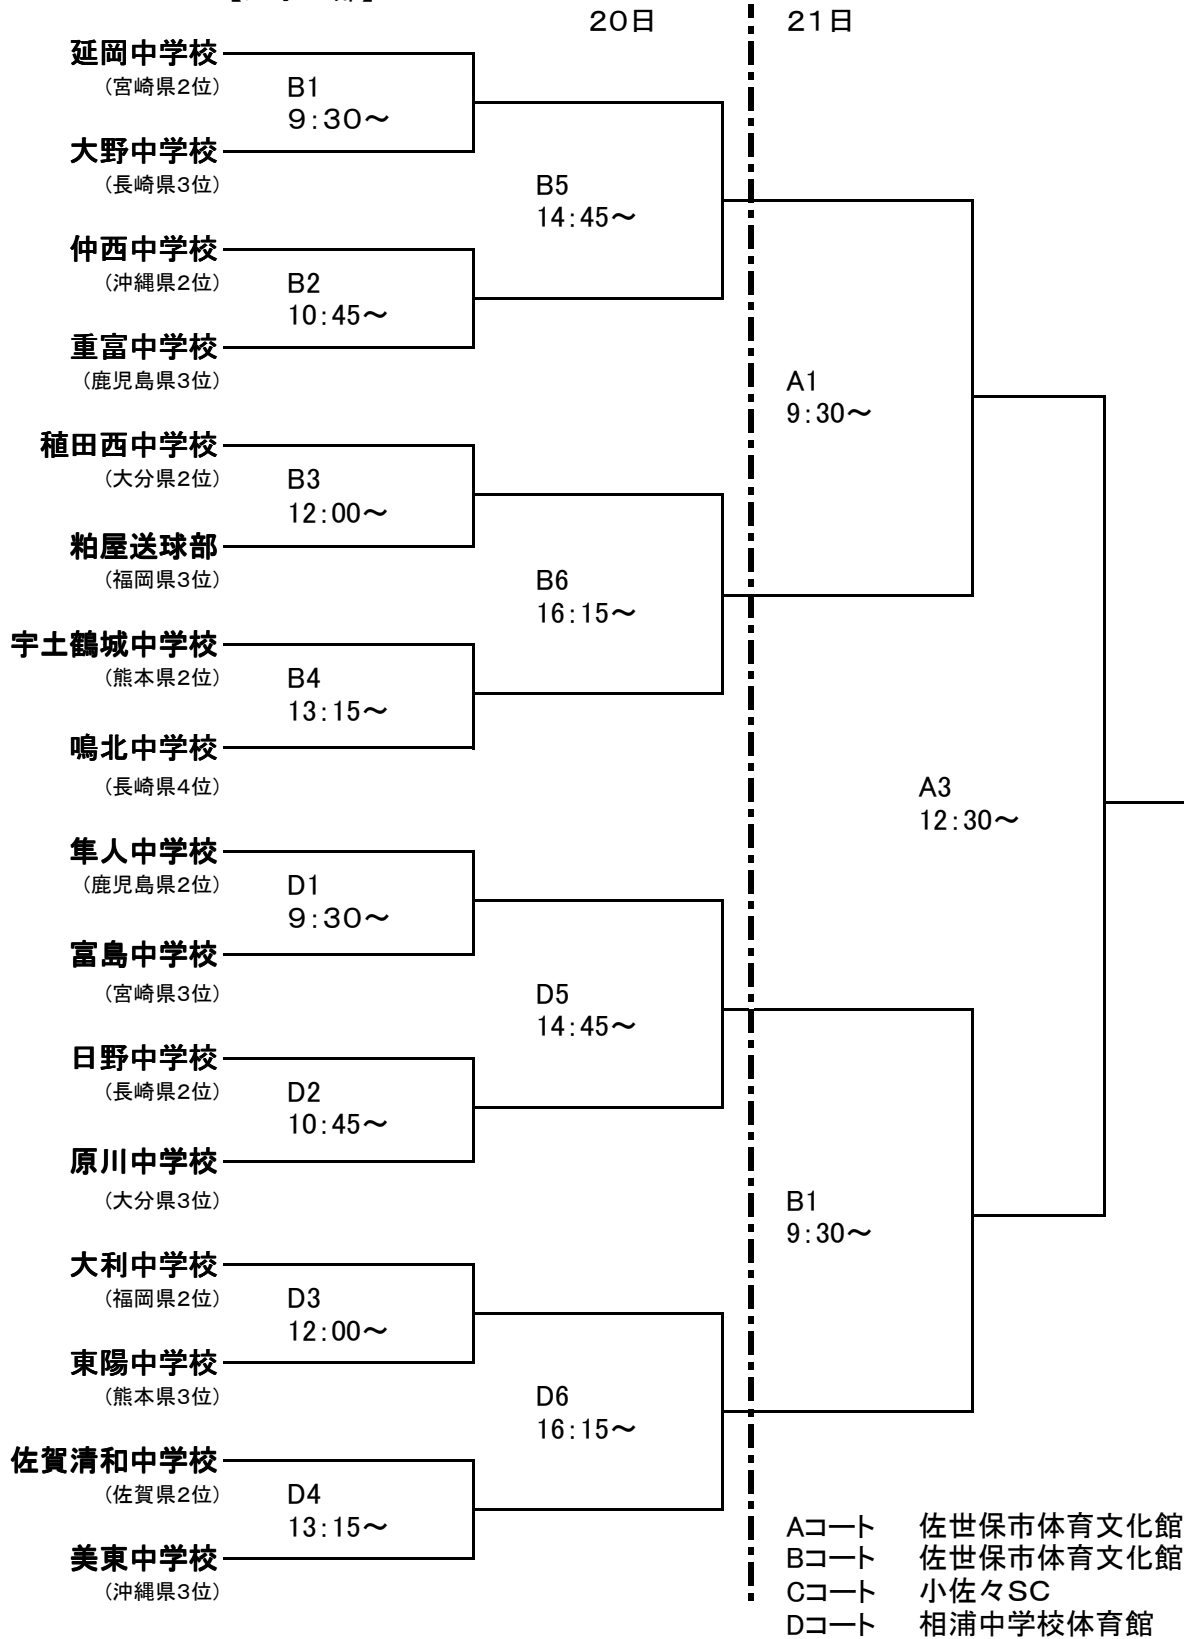 20日
21日
延岡中学校
(宮崎県2位)
B1
9:30～
大野中学校
(長崎県3位)
B5
14:45～
仲西中学校
(沖縄県2位)
B2
10:45～
重富中学校
(鹿児島県3位)
A1
9:30～
稙田西中学校
(大分県2位)
B3
12:00～
粕屋送球部
(福岡県3位)
B6
16:15～
宇土鶴城中学校
(熊本県2位)
B4
13:15～
鳴北中学校
(長崎県4位)
A3
12:30～
隼人中学校
(鹿児島県2位)
D1
9:30～
富島中学校
(宮崎県3位)
D5
14:45～
日野中学校
(長崎県2位)
D2
10:45～
原川中学校
(大分県3位)
B1
9:30～
大利中学校
(福岡県2位)
D3
12:00～
東陽中学校
(熊本県3位)
D6
16:15～
佐賀清和中学校
(佐賀県2位)
D4
13:15～
美東中学校
(沖縄県3位)
Aコート 佐世保市体育文化館
Bコート 佐世保市体育文化館
Cコート 小佐々SC
Dコート 相浦中学校体育館